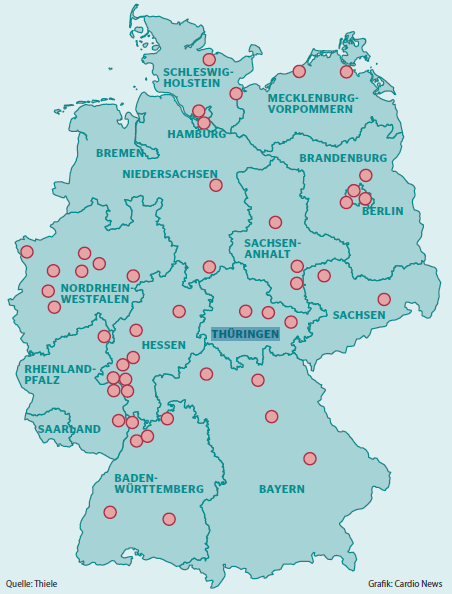 SCHLESWIG-
HOLSTEIN
MECKLENBURG-
VORPOMMERN
HAMBURG
BREMEN
BRANDENBURG
NIEDERSACHSEN
BERLIN
SACHSEN-
ANHALT
NORDRHEIN-
WESTFALEN
SACHSEN
THÜRINGEN
HESSEN
RHEINLAND-
PFALZ
SAARLAND
BADEN-
WÜRTTEMBERG
BAYERN
Quelle: Thiele
Grafik: Cardio News